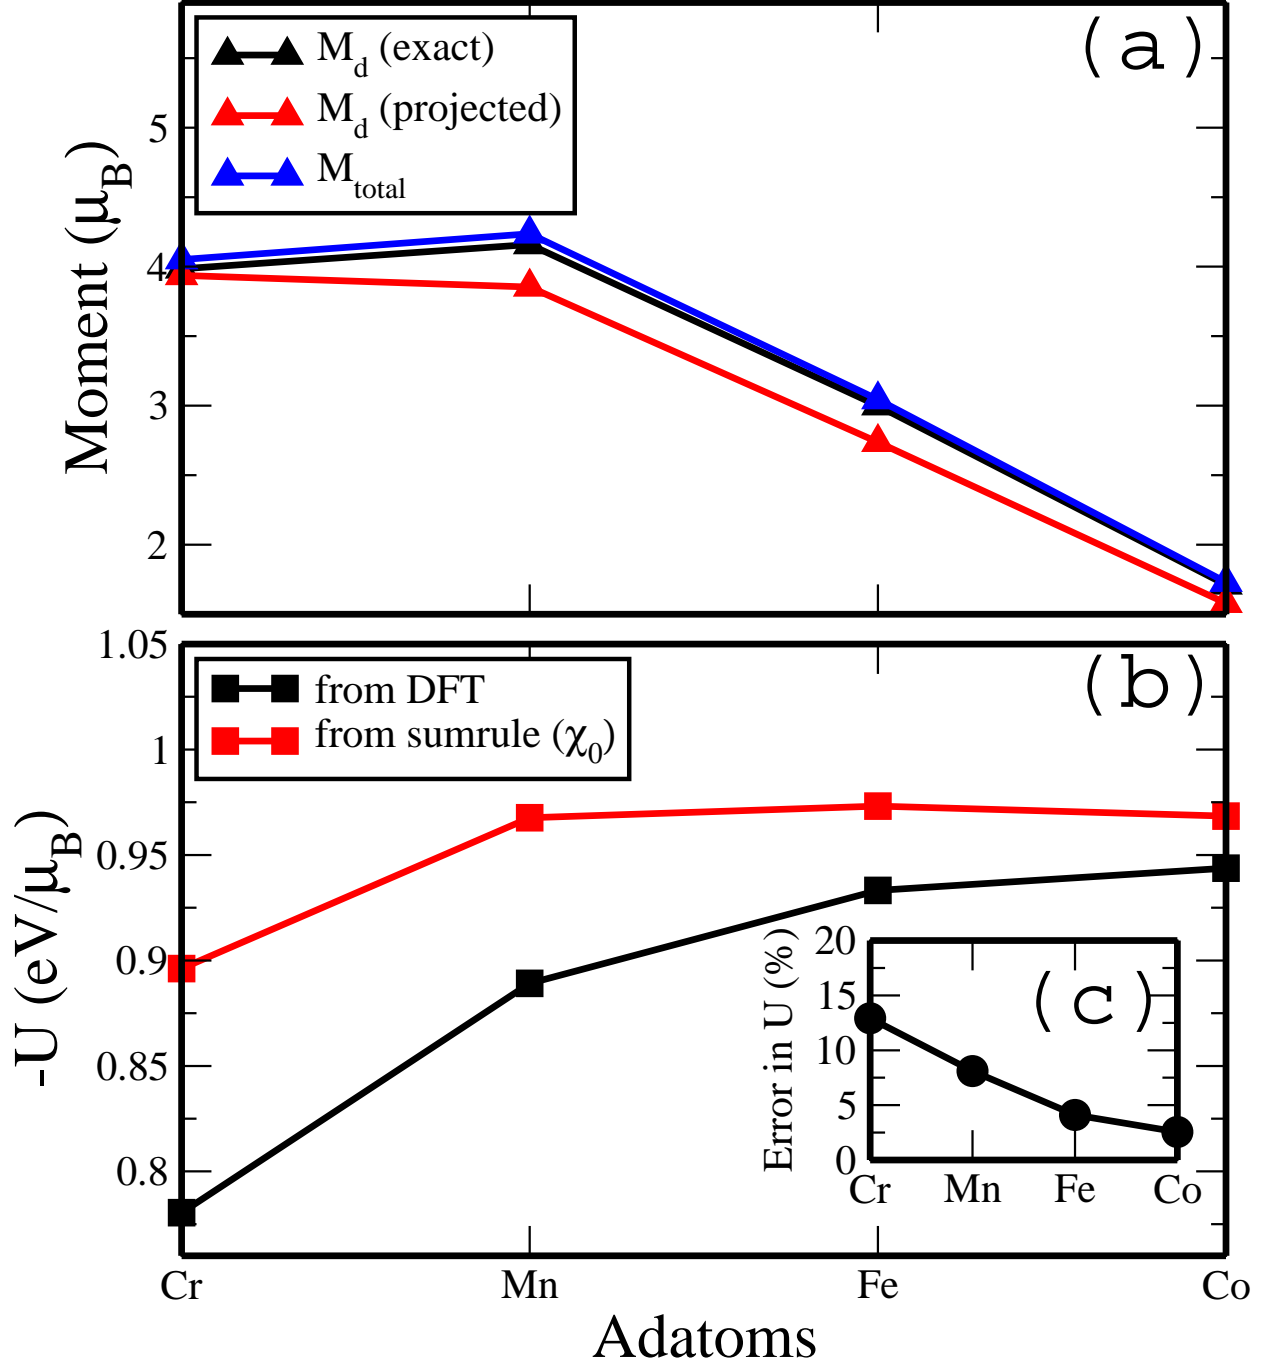 (a)
M_d (exact)
M_d (projected)
M_total
Moment (μ_B)
5
4
3
2
(b)
from DFT
from sumrule (χ_0)
-U (eV/μ_B)
1.05
1
0.95
0.9
0.85
0.8
(c)
Error in U (%)
20
15
10
5
0
Cr Mn Fe Co
Cr Mn Fe Co
Adatoms